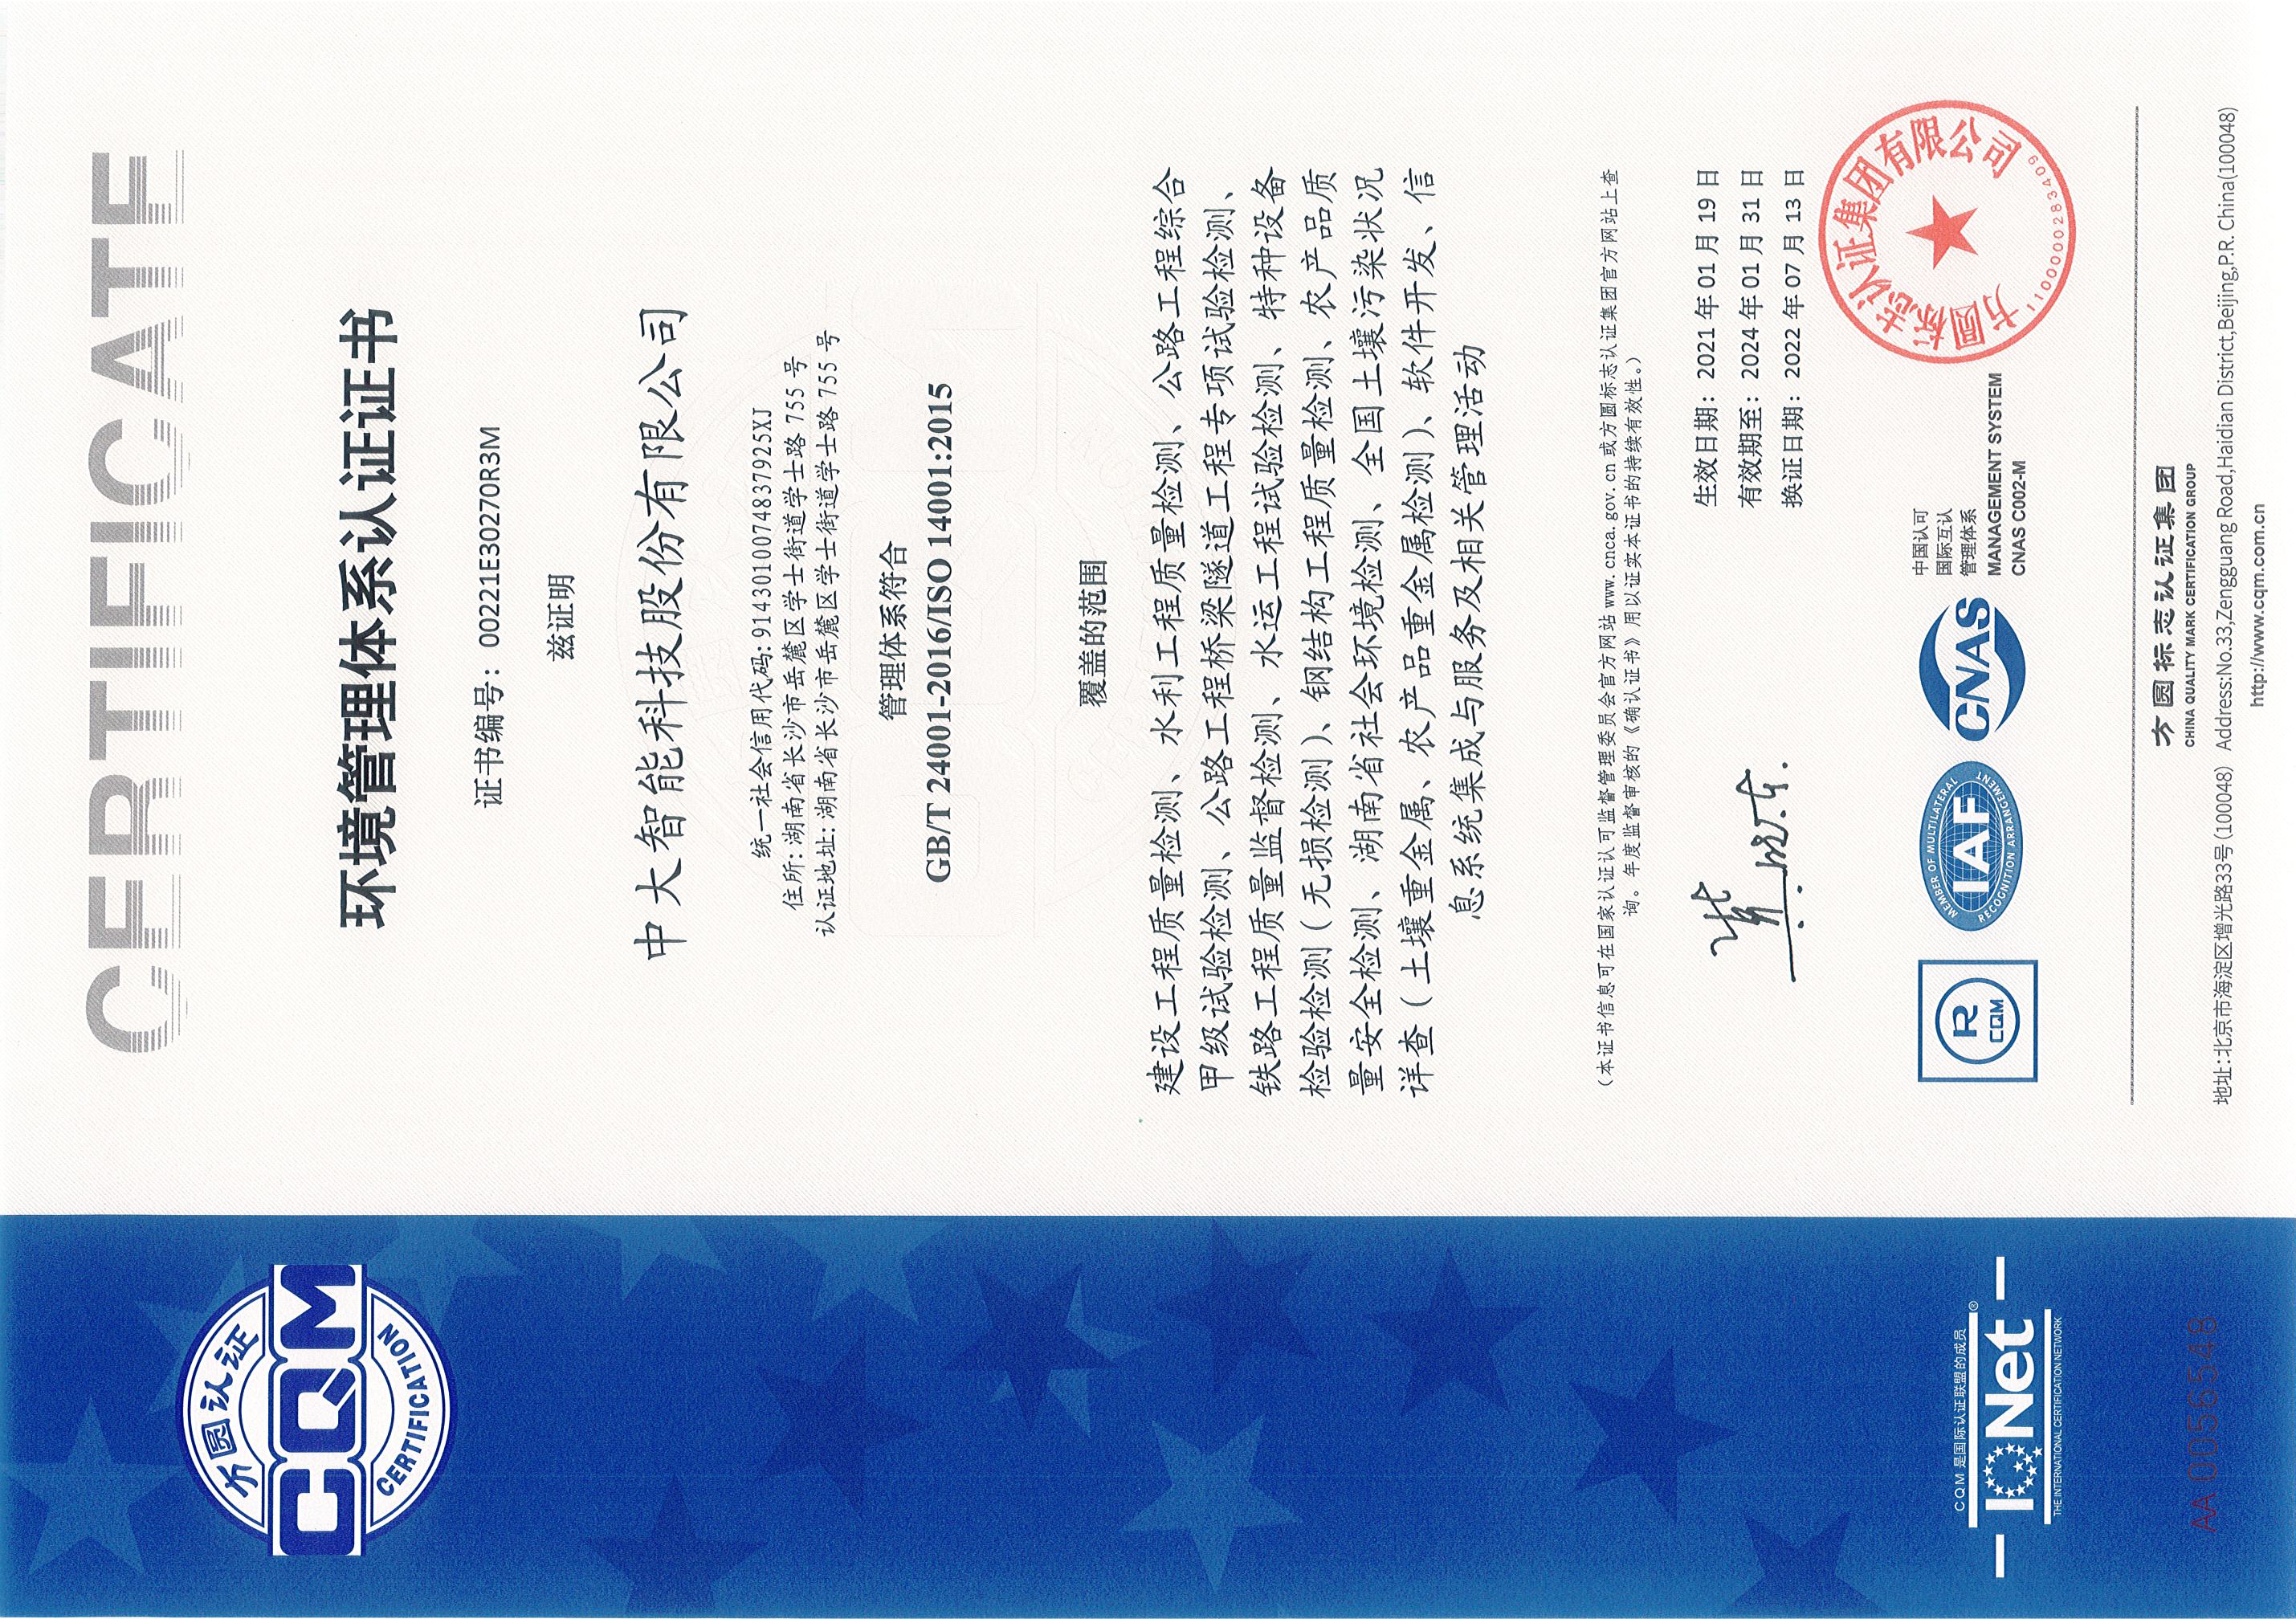 CERTIFICATE
方圆认证
CQM
CERTIFICATION
环境管理体系认证证书
证书编号：00221E30270R3M
兹证明
中大智能科技股份有限公司
统一社会信用代码: 9143010074837925XJ
住所: 湖南省长沙市岳麓区学士街道学士路 755 号
认证地址: 湖南省长沙市岳麓区学士街道学士路 755 号
管理体系符合
GB/T 24001-2016/ISO 14001:2015
覆盖的范围
建设工程质量检测、水利工程质量检测、公路工程综合
甲级试验检测、公路工程桥梁隧道工程专项试验检测、
铁路工程质量监督检测、水运工程试验检测、特种设备
检验检测（无损检测）、钢结构工程质量检测、农产品质
量安全检测、湖南省社会环境检测、全国土壤污染状况
详查（土壤重金属、农产品重金属检测）、软件开发、信
息系统集成与服务及相关管理活动
（本证书信息可在国家认证认可监督管理委员会官方网站 www.cnca.gov.cn 或方圆标志认证集团官方网站上查
询。年度监督审核的《确认证书》用以证实本证书的持续有效性。）
生效日期：2021 年 01 月 19 日
有效期至：2024 年 01 月 31 日
换证日期：2022 年 07 月 13 日
CQM 是国际认证联盟的成员
IQNet®
THE INTERNATIONAL CERTIFICATION NETWORK
R
CQM
MEMBER OF MULTILATERAL
IAF
RECOGNITION ARRANGEMENT
CNAS
中国认可
国际互认
管理体系
MANAGEMENT SYSTEM
CNAS C002-M
方圆标志认证集团有限公司
1100000283409
AA 0056548
方圆标志认证集团
CHINA QUALITY MARK CERTIFICATION GROUP
地址：北京市海淀区增光路33号（100048） Address:No.33,Zengguang Road,Haidian District,Beijing,P.R. China(100048)
http://www.cqm.com.cn